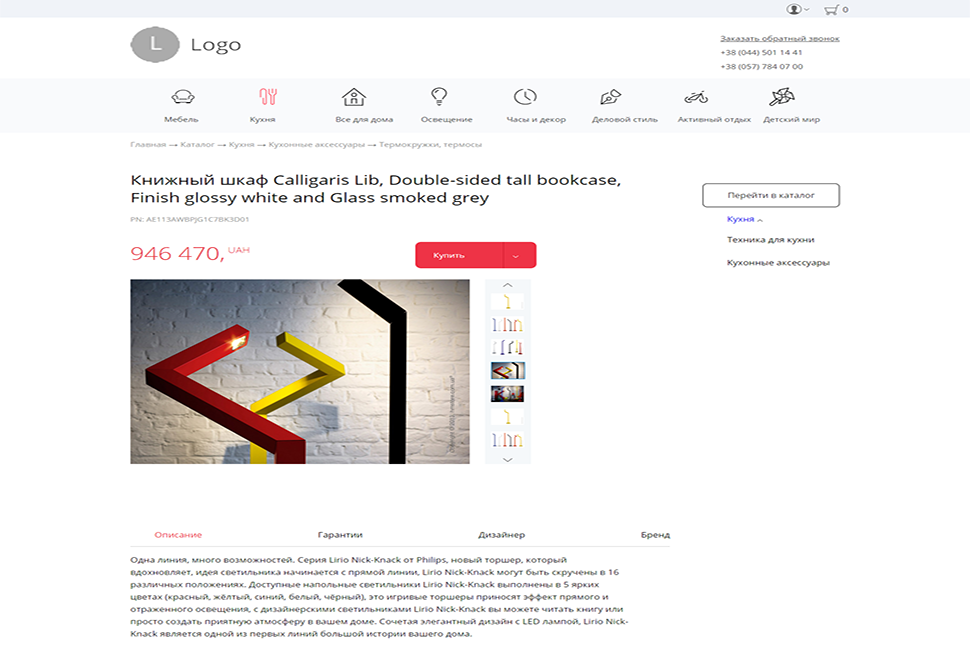 0
L Logo
Заказать обратный звонок
+38 (044) 501 14 41
+38 (057) 784 07 00
Мебель
Кухня
Все для дома
Освещение
Часы и декор
Деловой стиль
Активный отдых
Детский мир
Главная → Каталог → Кухня → Кухонные аксессуары → Термокружки, термосы
Книжный шкаф Calligaris Lib, Double-sided tall bookcase,
Finish glossy white and Glass smoked grey
PN: AE113AWBPJG1C7BK3D01
946 470, UAH
Купить
Перейти в каталог
Кухня
Техника для кухни
Кухонные аксессуары
Описание
Гарантии
Дизайнер
Бренд
Одна линия, много возможностей. Серия Lirio Nick-Knack от Philips, новый торшер, который
вдохновляет, идея светильника начинается с прямой линии, Lirio Nick-Knack могут быть скручены в 16
различных положениях. Доступные напольные светильники Lirio Nick-Knack выполнены в 5 ярких
цветах (красный, жёлтый, синий, белый, чёрный), это игривые торшеры приносят эффект прямого и
отраженного освещения, с дизайнерскими светильниками Lirio Nick-Knack вы можете читать книгу или
просто создать приятную атмосферу в вашем доме. Сочетая элегантный дизайн с LED лампой, Lirio Nick-
Knack является одной из первых линий большой истории вашего дома.